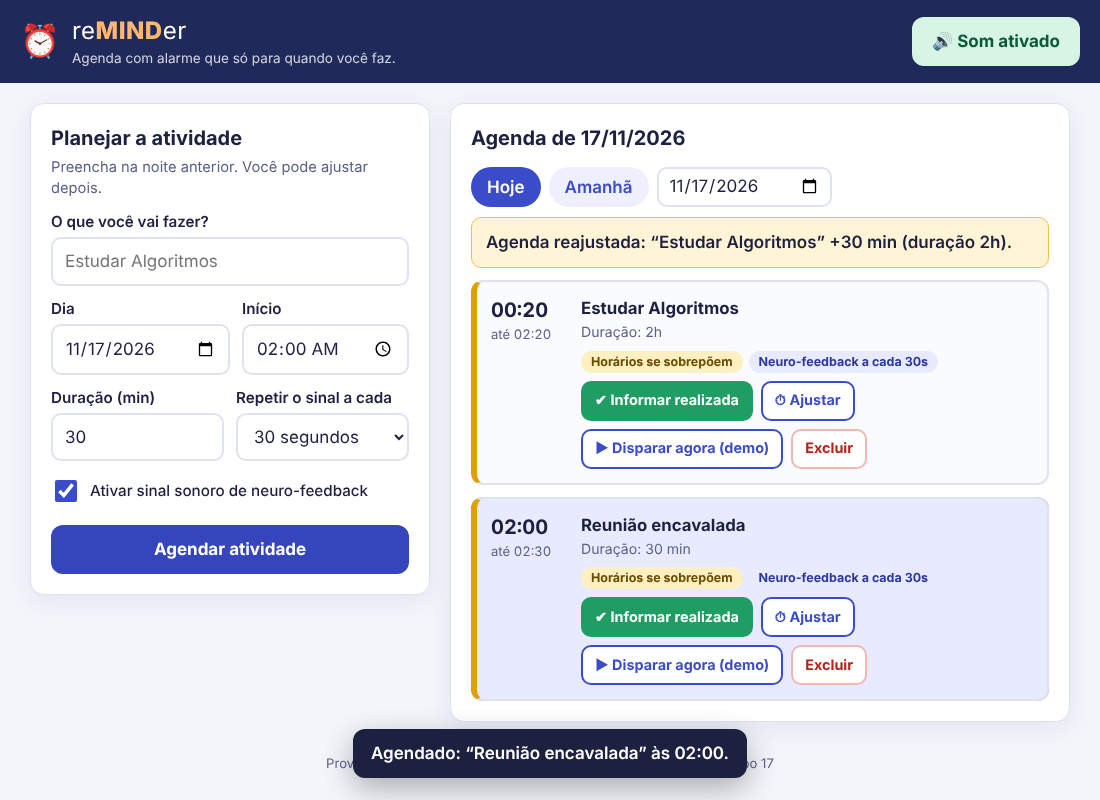 reMINDer
Agenda com alarme que só para quando você faz.
🔊 Som ativado
Planejar a atividade
Preencha na noite anterior. Você pode ajustar
depois.
O que você vai fazer?
Estudar Algoritmos
Dia
Início
11/17/2026
02:00 AM
Duração (min)
Repetir o sinal a cada
30
30 segundos
Ativar sinal sonoro de neuro-feedback
Agendar atividade
Agenda de 17/11/2026
Hoje
Amanhã
11/17/2026
Agenda reajustada: “Estudar Algoritmos” +30 min (duração 2h).
00:20
até 02:20
Estudar Algoritmos
Duração: 2h
Horários se sobrepõem
Neuro-feedback a cada 30s
✔ Informar realizada
⏱ Ajustar
▶ Disparar agora (demo)
Excluir
02:00
até 02:30
Reunião encavalada
Duração: 30 min
Horários se sobrepõem
Neuro-feedback a cada 30s
✔ Informar realizada
⏱ Ajustar
▶ Disparar agora (demo)
Excluir
Agendado: “Reunião encavalada” às 02:00.
17